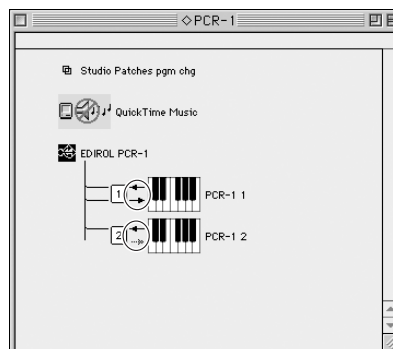 ◇PCR-1
Studio Patches pgm chg
QuickTime Music
EDIROL PCR-1
1 PCR-1 1
2 PCR-1 2